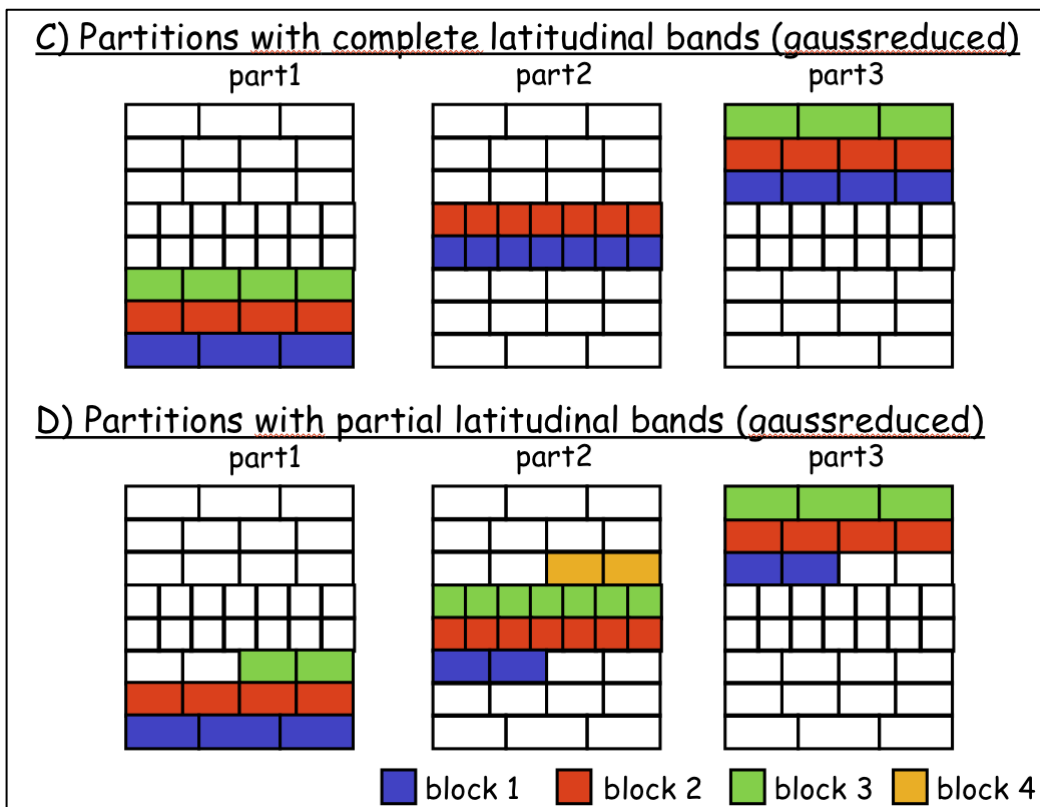 C) Partitions with complete latitudinal bands (gaussreduced)
part1 part2 part3
D) Partitions with partial latitudinal bands (gaussreduced)
part1 part2 part3
block 1 block 2 block 3 block 4